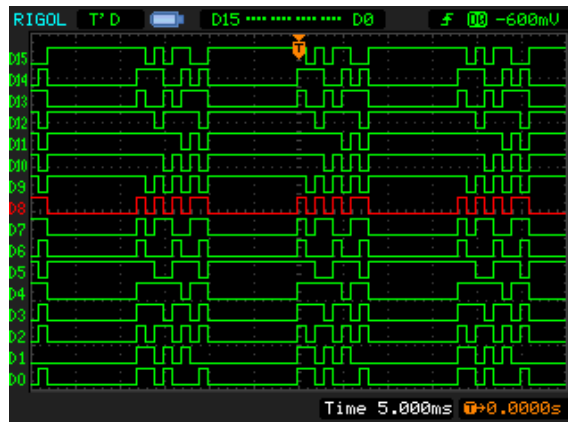 RIGOL T'D D15 ···· ···· ···· ···· D0 D0 -600mV
T
D15
D14
D13
D12
D11
D10
D9
D8
D7
D6
D5
D4
D3
D2
D1
D0
Time 5.000ms T→0.0000s